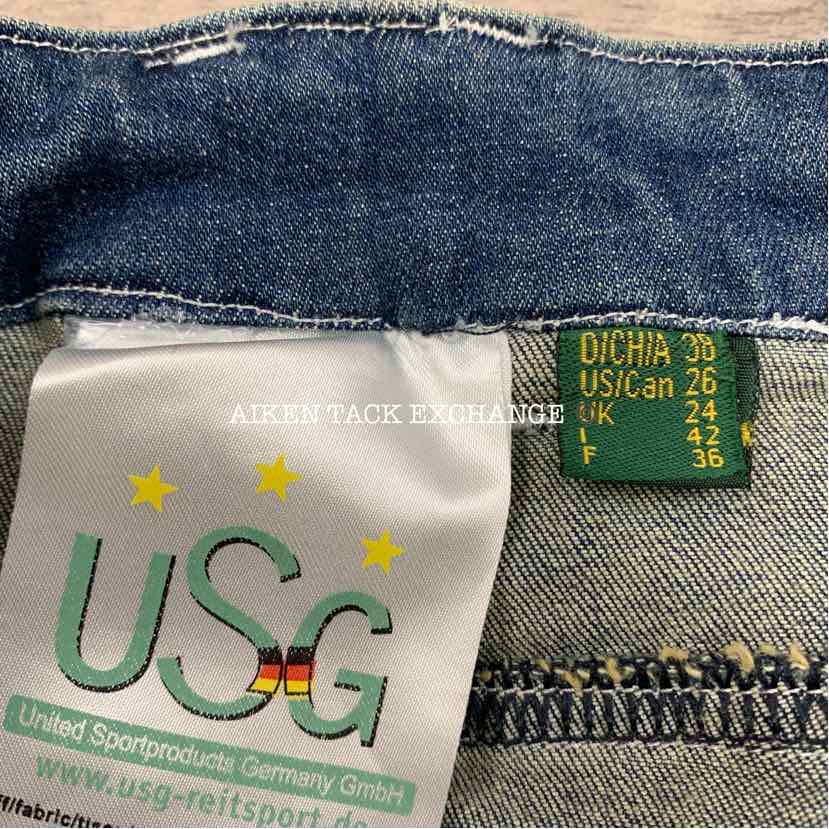 AIKEN TACK EXCHANGE
D/CH/A 38
US/Can 26
UK 24
I 42
F 36
USG
United Sportproducts Germany GmbH
www.usg-reitsport.de